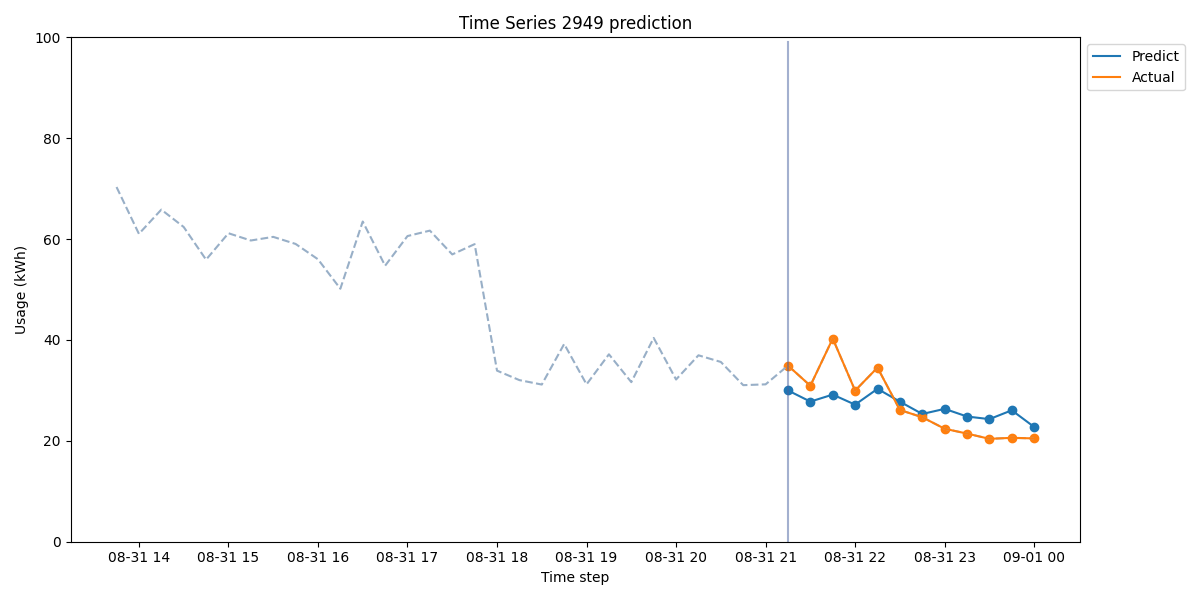 Time Series 2949 prediction
Usage (kWh)
100
80
60
40
20
0
08-31 14 08-31 15 08-31 16 08-31 17 08-31 18 08-31 19 08-31 20 08-31 21 08-31 22 08-31 23 09-01 00
Time step
Predict
Actual